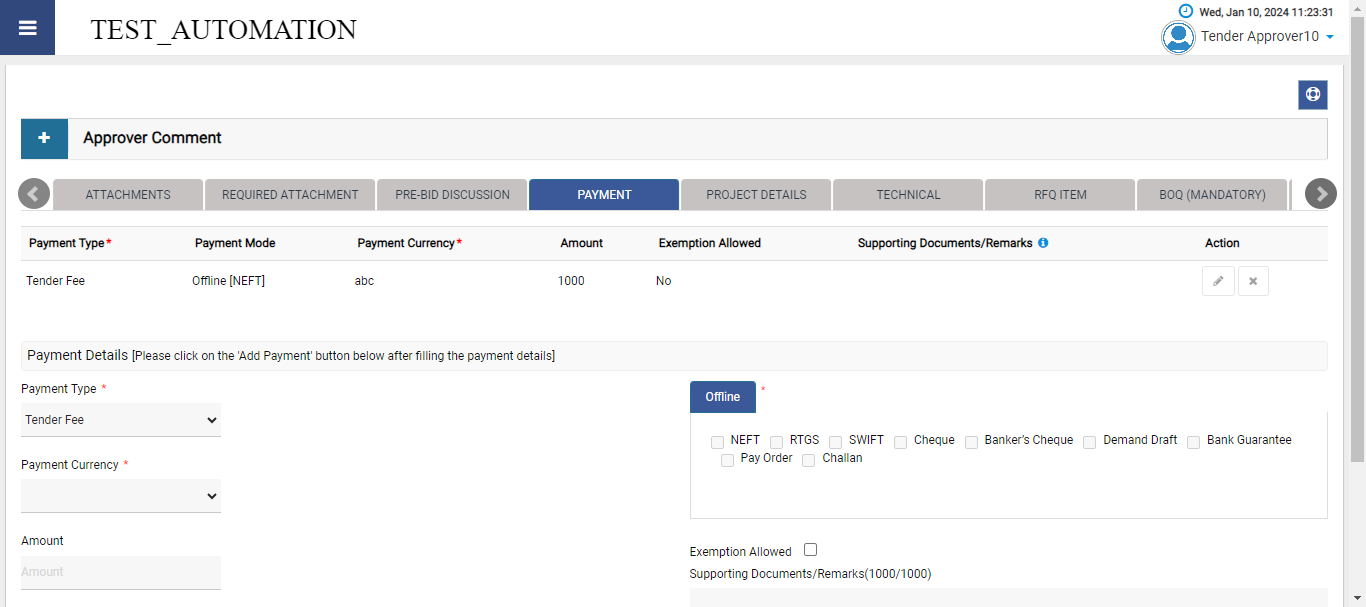 TEST_AUTOMATION
Wed, Jan 10, 2024 11:23:31
Tender Approver10
Approver Comment
ATTACHMENTS REQUIRED ATTACHMENT PRE-BID DISCUSSION PAYMENT PROJECT DETAILS TECHNICAL RFQ ITEM BOQ (MANDATORY)
Payment Type* Payment Mode Payment Currency* Amount Exemption Allowed Supporting Documents/Remarks Action
Tender Fee Offline [NEFT] abc 1000 No
Payment Details [Please click on the 'Add Payment' button below after filling the payment details]
Payment Type *
Tender Fee
Payment Currency *
Amount
Amount
Offline *
NEFT RTGS SWIFT Cheque Banker's Cheque Demand Draft Bank Guarantee
Pay Order Challan
Exemption Allowed
Supporting Documents/Remarks(1000/1000)